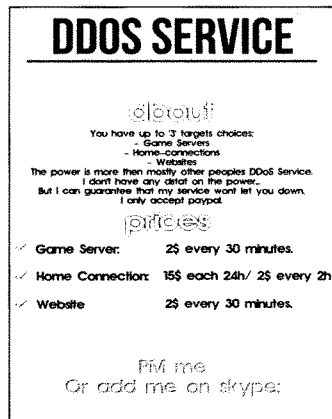 DDOS SERVICE
about
You have up to '3' targets choices:
- Game Servers
- Home-connections
- Websites
The power is more then mostly other peoples DDoS Service.
I dont have any dstat on the power..
But I can guarantee that my service wont let you down.
I only accept paypal.
prices
Game Server: 2$ every 30 minutes.
Home Connection: 15$ each 24h/ 2$ every 2h
Website 2$ every 30 minutes.
PM me
Or add me on skype: